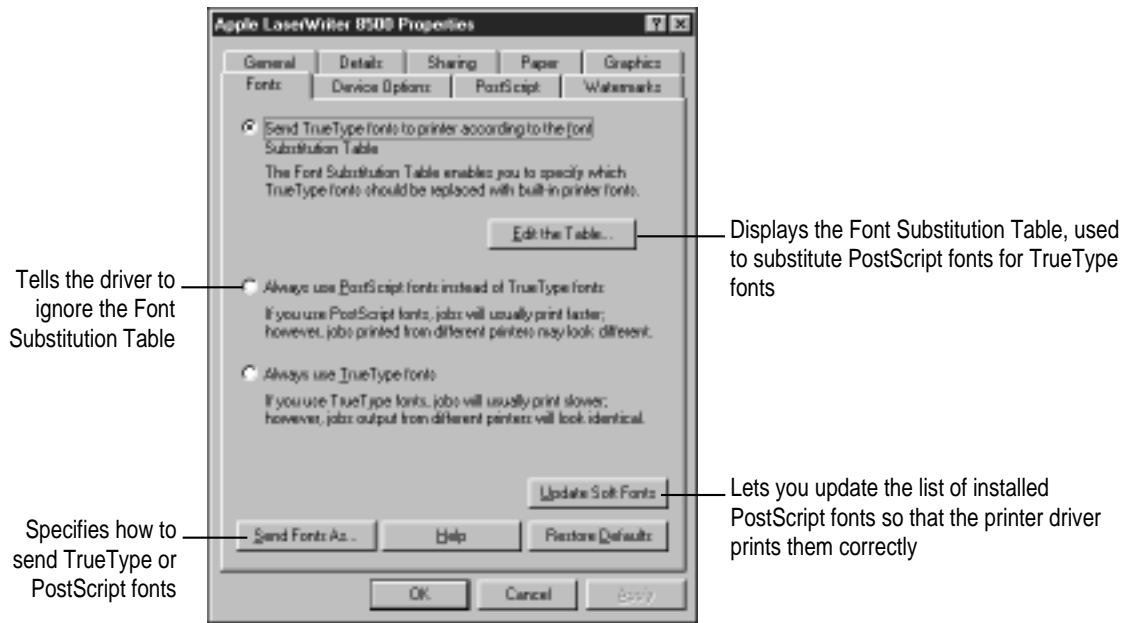 Apple LaserWriter 8500 Properties
General Details Sharing Paper Graphics
Fonts Device Options PostScript Watermarks
Send TrueType fonts to printer according to the font
Substitution Table
The Font Substitution Table enables you to specify which
TrueType fonts should be replaced with built-in printer fonts.
Edit the Table...
Displays the Font Substitution Table, used
to substitute PostScript fonts for TrueType
fonts
Tells the driver to
ignore the Font
Substitution Table
Always use PostScript fonts instead of TrueType fonts
If you use PostScript fonts, jobs will usually print faster;
however, jobs printed from different printers may look different.
Always use TrueType fonts
If you use TrueType fonts, jobs will usually print slower;
however, jobs output from different printers will look identical.
Update Soft Fonts
Lets you update the list of installed
PostScript fonts so that the printer driver
prints them correctly
Specifies how to
send TrueType or
PostScript fonts
Send Fonts As... Help Restore Defaults
OK Cancel Apply